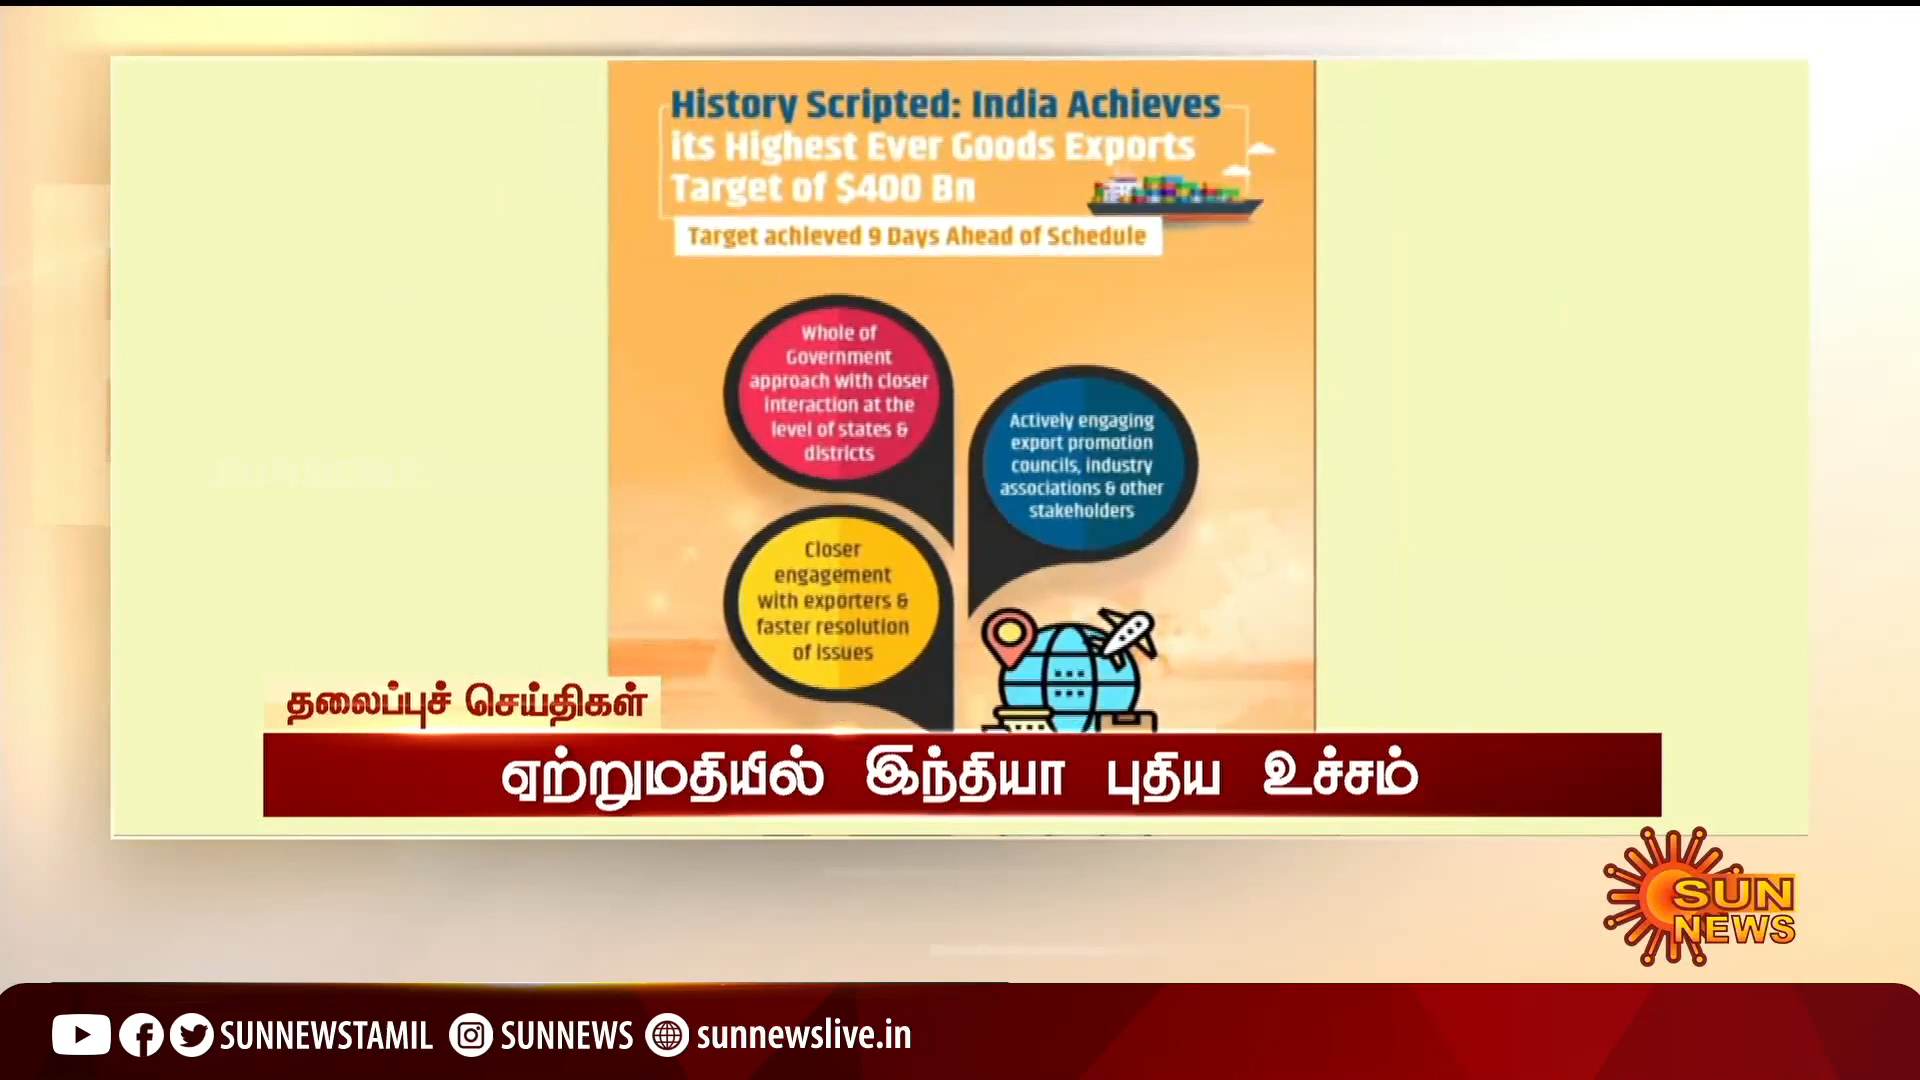 History Scripted: India Achieves
its Highest Ever Goods Exports
Target of $400 Bn
Target achieved 9 Days Ahead of Schedule
Whole of
Government
approach with closer
interaction at the
level of states &
districts
Actively engaging
export promotion
councils, industry
associations & other
stakeholders
Closer
engagement
with exporters &
faster resolution
of issues
தலைப்புச் செய்திகள்
ஏற்றுமதியில் இந்தியா புதிய உச்சம்
SUN
NEWS
SUNNEWSTAMIL SUNNEWS sunnewslive.in